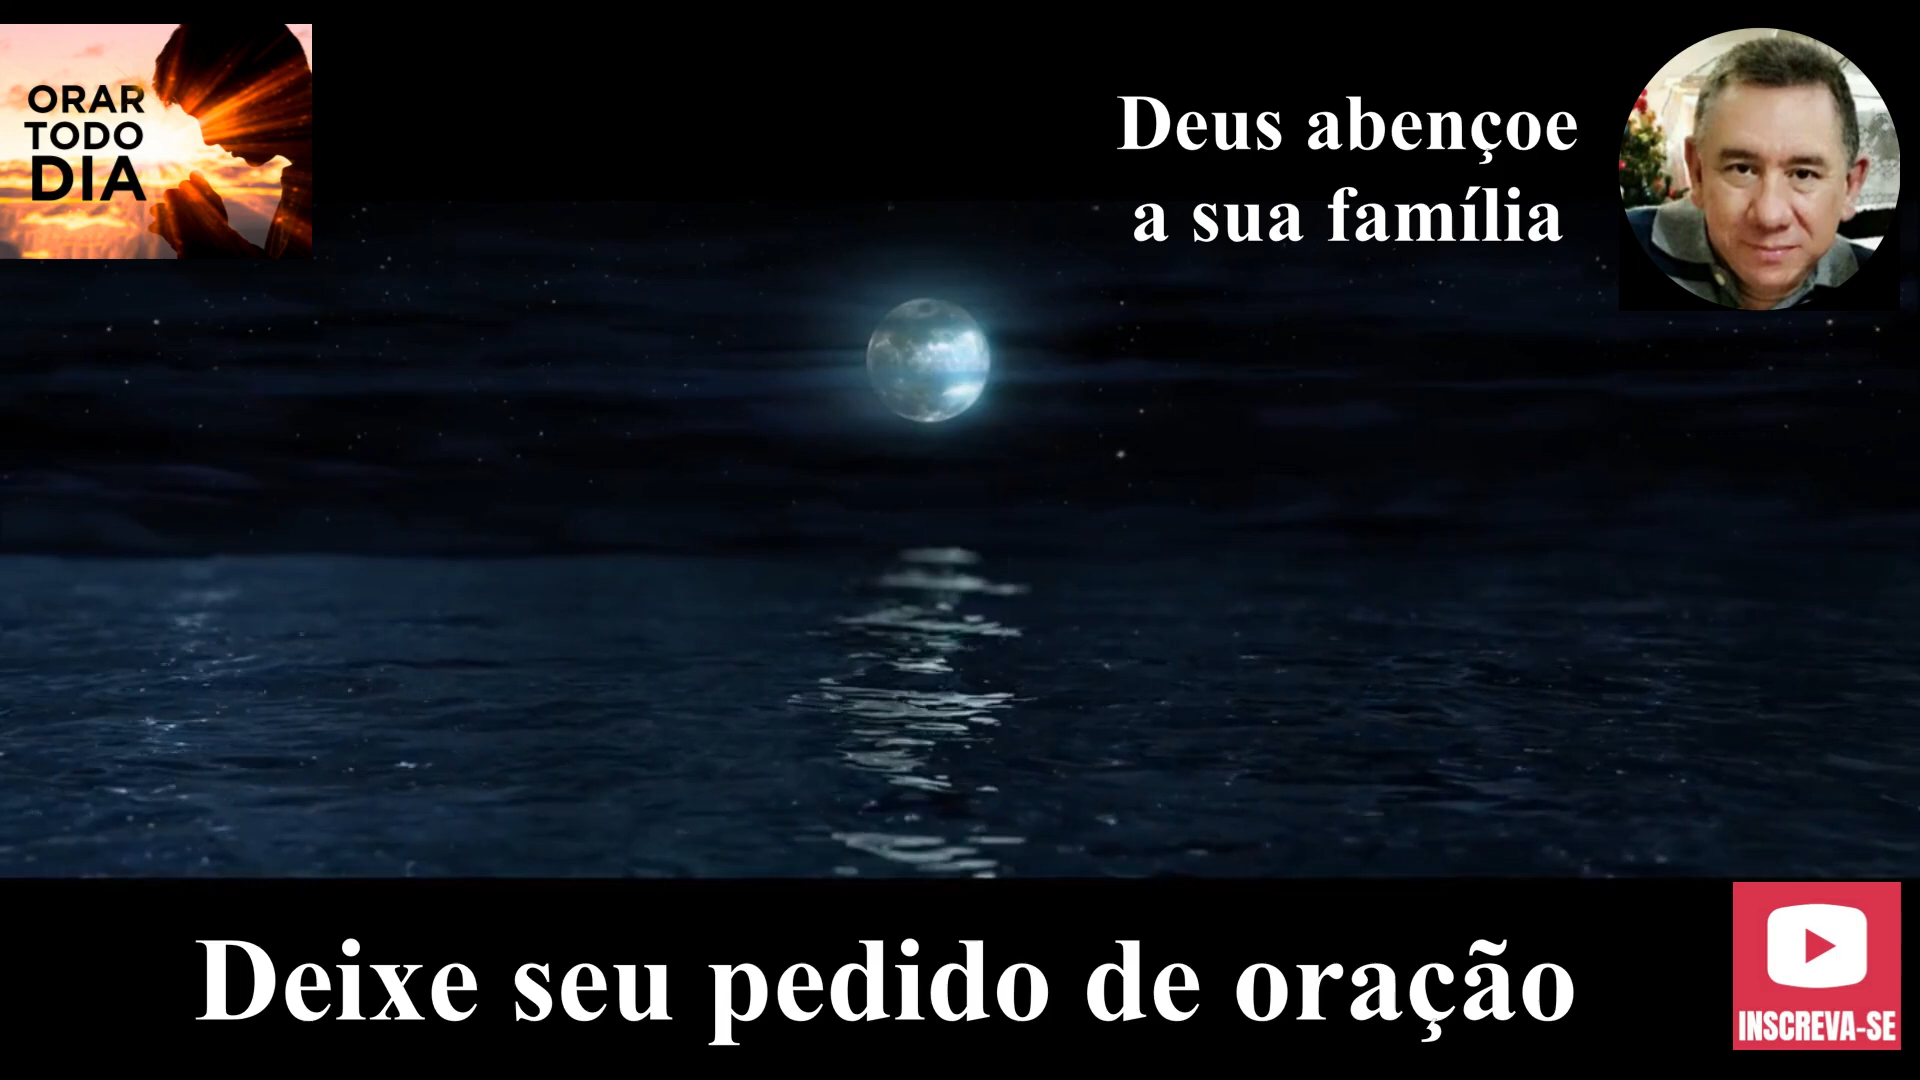 ORAR
TODO
DIA
Deus abençoe
a sua família
Deixe seu pedido de oração
INSCREVA-SE